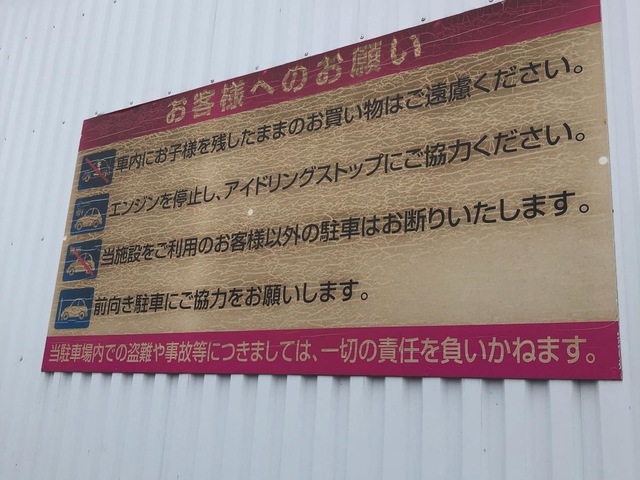 お客様へのお願い
車内にお子様を残したままのお買い物はご遠慮ください。
エンジンを停止し、アイドリングストップにご協力ください。
当施設をご利用のお客様以外の駐車はお断りいたします。
前向き駐車にご協力をお願いします。
当駐車場内での盗難や事故等につきましては、一切の責任を負いかねます。